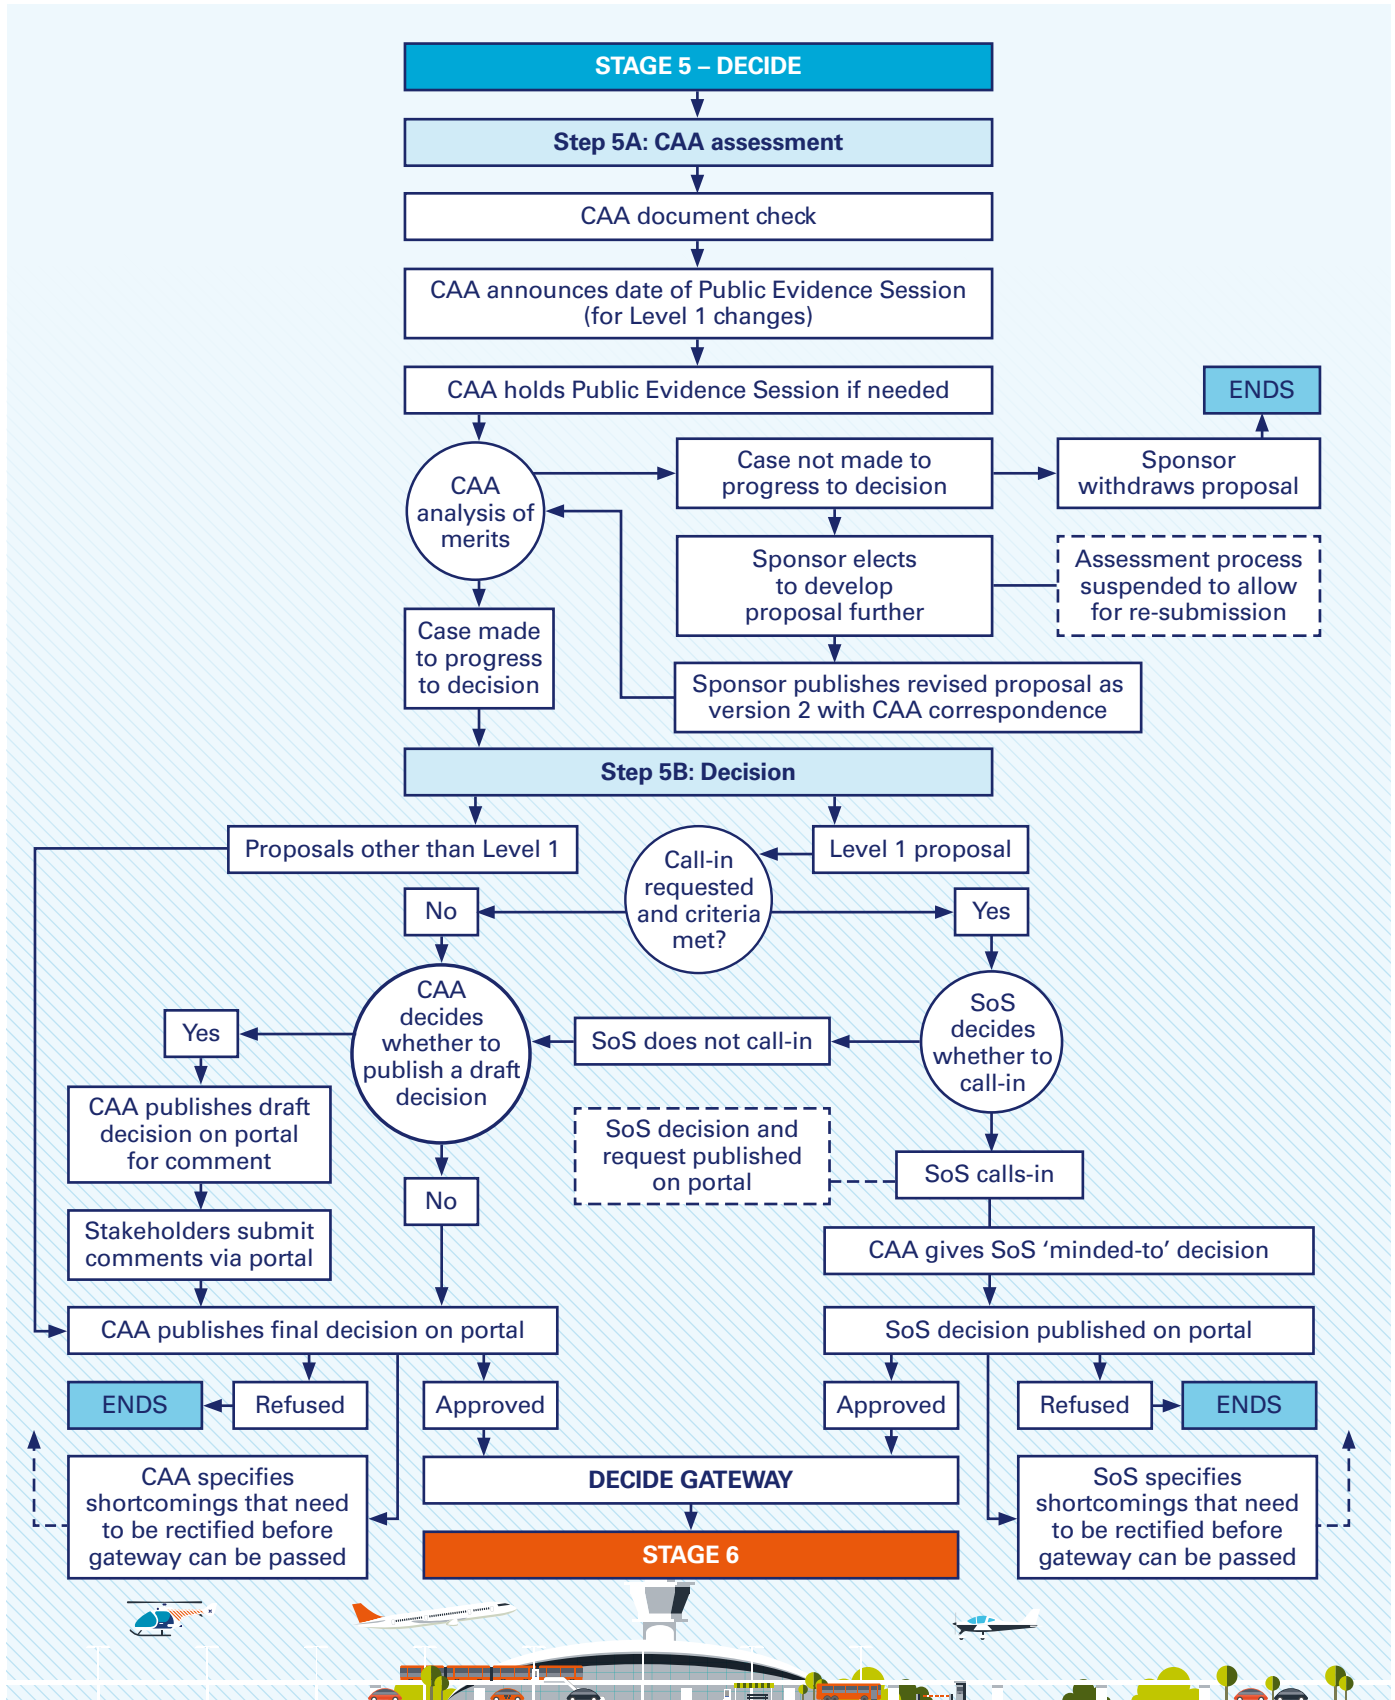 STAGE 5 – DECIDE
Step 5A: CAA assessment
CAA document check
CAA announces date of Public Evidence Session
(for Level 1 changes)
CAA holds Public Evidence Session if needed
ENDS
CAA
analysis of
merits
Case not made to
progress to decision
Sponsor
withdraws proposal
Sponsor elects
to develop
proposal further
Assessment process
suspended to allow
for re-submission
Case made
to progress
to decision
Sponsor publishes revised proposal as
version 2 with CAA correspondence
Step 5B: Decision
Proposals other than Level 1
Call-in
requested
and criteria
met?
Level 1 proposal
No
Yes
CAA
decides
whether to
publish a draft
decision
SoS
decides
whether to
call-in
Yes
SoS does not call-in
CAA publishes draft
decision on portal
for comment
SoS decision and
request published
on portal
SoS calls-in
No
Stakeholders submit
comments via portal
CAA gives SoS ‘minded-to’ decision
CAA publishes final decision on portal
SoS decision published on portal
ENDS
Refused
Approved
Approved
Refused
ENDS
CAA specifies
shortcomings that need
to be rectified before
gateway can be passed
DECIDE GATEWAY
SoS specifies
shortcomings that need
to be rectified before
gateway can be passed
STAGE 6